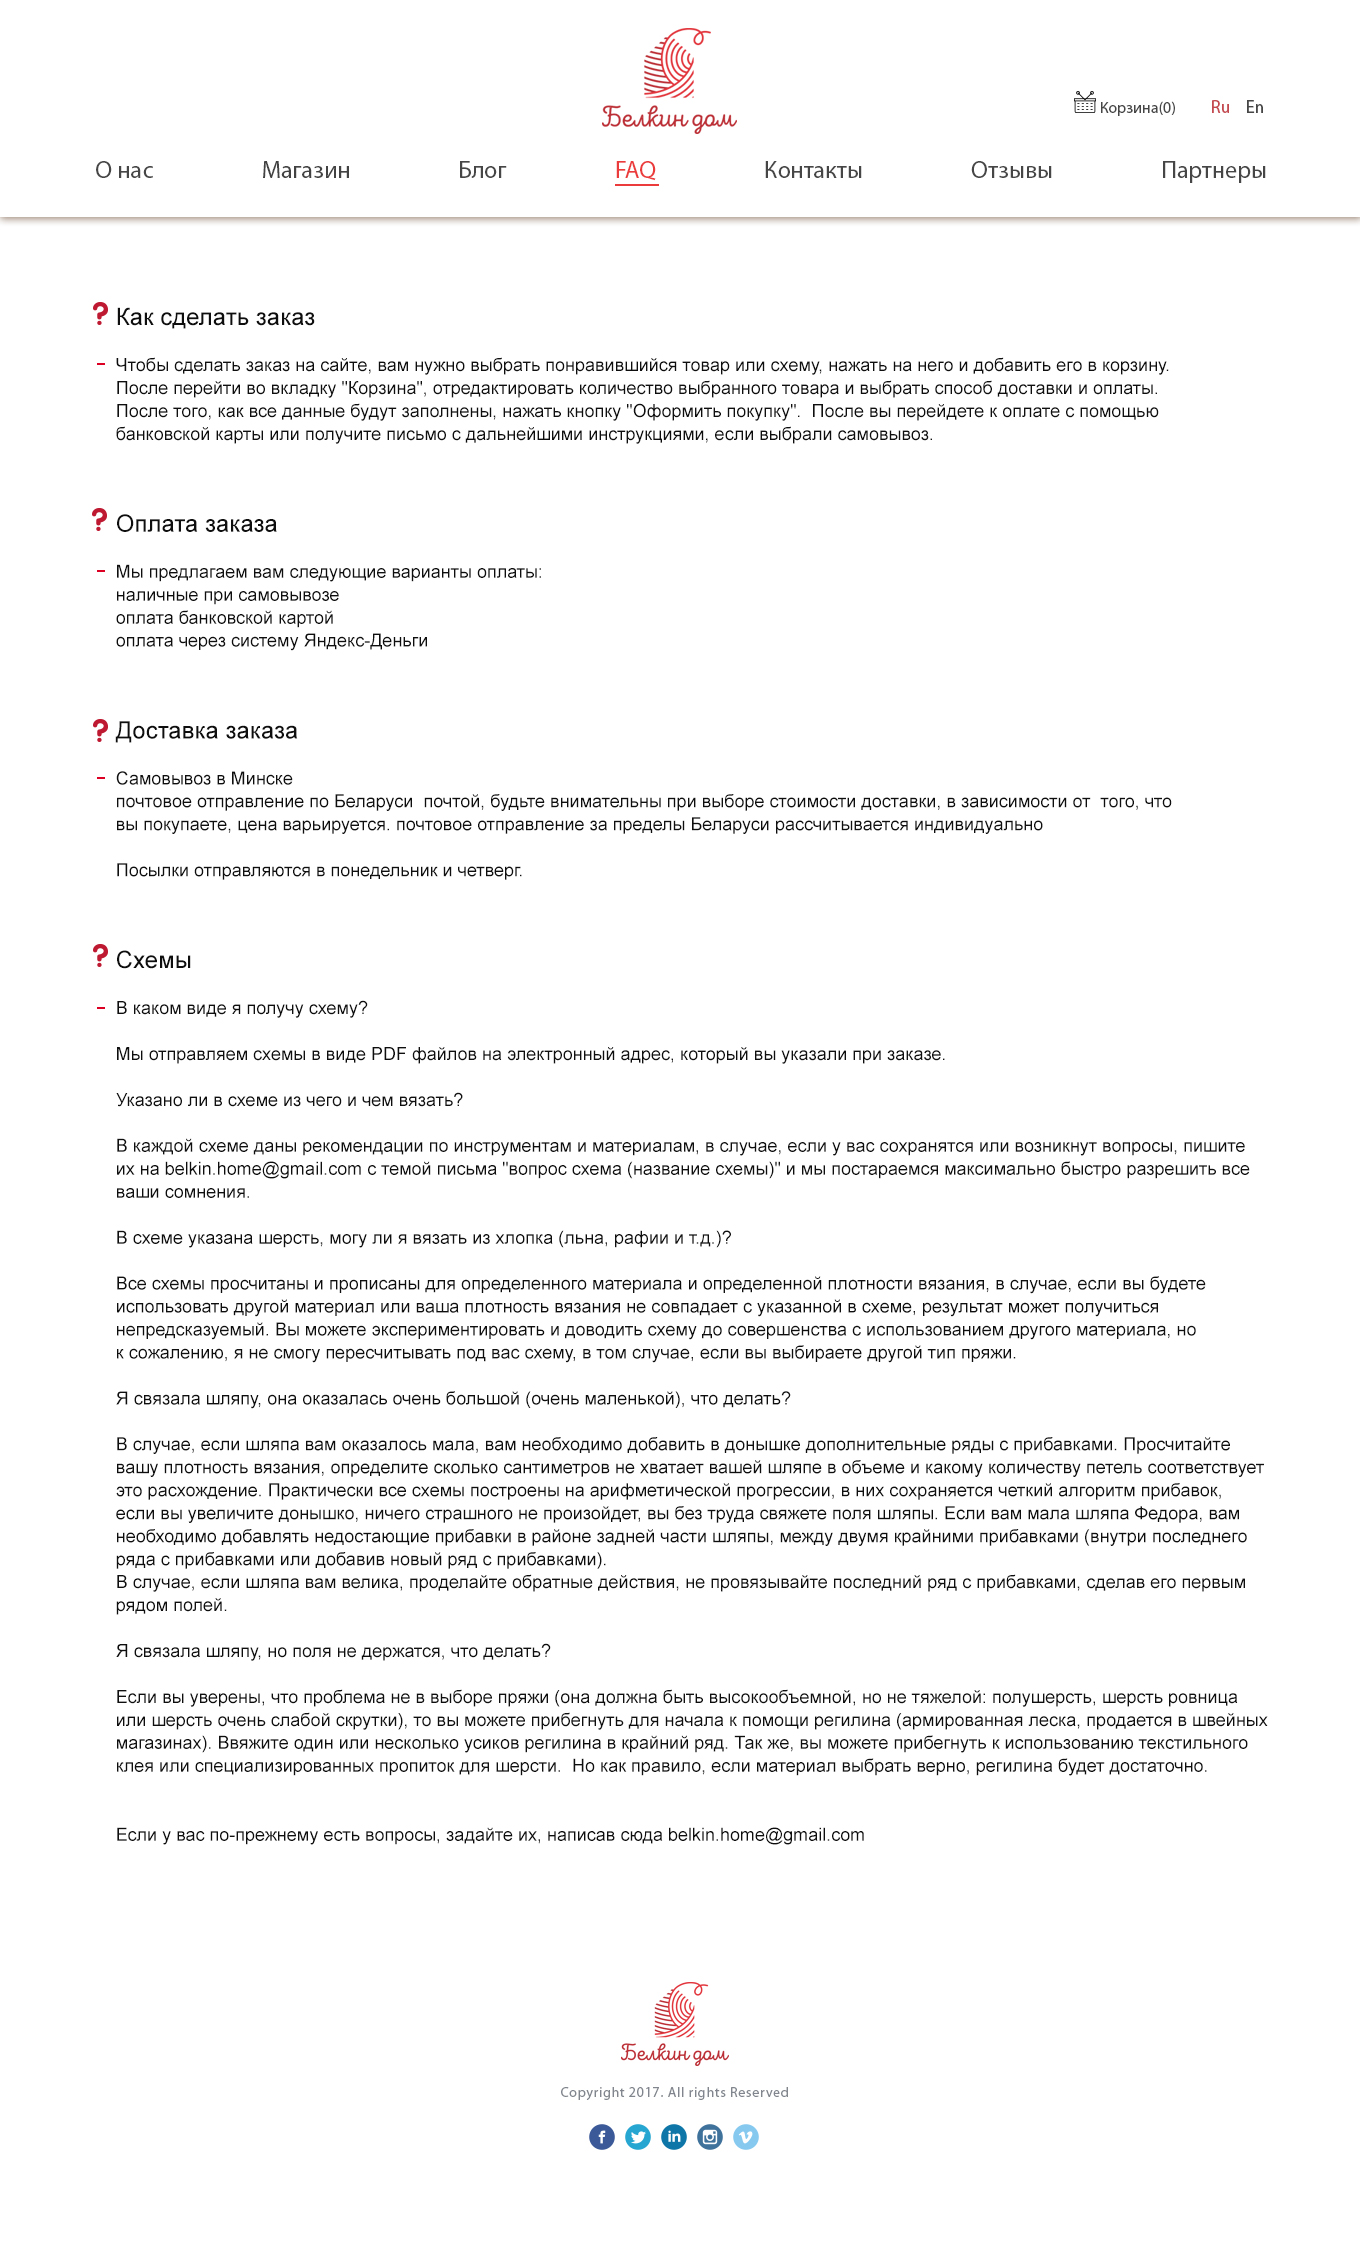 Белкин дом
Корзина(0) Ru En
О нас Магазин Блог FAQ Контакты Отзывы Партнеры
? Как сделать заказ
- Чтобы сделать заказ на сайте, вам нужно выбрать понравившийся товар или схему, нажать на него и добавить его в корзину.
После перейти во вкладку "Корзина", отредактировать количество выбранного товара и выбрать способ доставки и оплаты.
После того, как все данные будут заполнены, нажать кнопку "Оформить покупку".  После вы перейдете к оплате с помощью
банковской карты или получите письмо с дальнейшими инструкциями, если выбрали самовывоз.
? Оплата заказа
- Мы предлагаем вам следующие варианты оплаты:
наличные при самовывозе
оплата банковской картой
оплата через систему Яндекс-Деньги
? Доставка заказа
- Самовывоз в Минске
почтовое отправление по Беларуси  почтой, будьте внимательны при выборе стоимости доставки, в зависимости от  того, что
вы покупаете, цена варьируется. почтовое отправление за пределы Беларуси рассчитывается индивидуально
Посылки отправляются в понедельник и четверг.
? Схемы
- В каком виде я получу схему?
Мы отправляем схемы в виде PDF файлов на электронный адрес, который вы указали при заказе.
Указано ли в схеме из чего и чем вязать?
В каждой схеме даны рекомендации по инструментам и материалам, в случае, если у вас сохранятся или возникнут вопросы, пишите
их на belkin.home@gmail.com с темой письма "вопрос схема (название схемы)" и мы постараемся максимально быстро разрешить все
ваши сомнения.
В схеме указана шерсть, могу ли я вязать из хлопка (льна, рафии и т.д.)?
Все схемы просчитаны и прописаны для определенного материала и определенной плотности вязания, в случае, если вы будете
использовать другой материал или ваша плотность вязания не совпадает с указанной в схеме, результат может получиться
непредсказуемый. Вы можете экспериментировать и доводить схему до совершенства с использованием другого материала, но
к сожалению, я не смогу пересчитывать под вас схему, в том случае, если вы выбираете другой тип пряжи.
Я связала шляпу, она оказалась очень большой (очень маленькой), что делать?
В случае, если шляпа вам оказалось мала, вам необходимо добавить в донышке дополнительные ряды с прибавками. Просчитайте
вашу плотность вязания, определите сколько сантиметров не хватает вашей шляпе в объеме и какому количеству петель соответствует
это расхождение. Практически все схемы построены на арифметической прогрессии, в них сохраняется четкий алгоритм прибавок,
если вы увеличите донышко, ничего страшного не произойдет, вы без труда свяжете поля шляпы. Если вам мала шляпа Федора, вам
необходимо добавлять недостающие прибавки в районе задней части шляпы, между двумя крайними прибавками (внутри последнего
ряда с прибавками или добавив новый ряд с прибавками).
В случае, если шляпа вам велика, проделайте обратные действия, не провязывайте последний ряд с прибавками, сделав его первым
рядом полей.
Я связала шляпу, но поля не держатся, что делать?
Если вы уверены, что проблема не в выборе пряжи (она должна быть высокообъемной, но не тяжелой: полушерсть, шерсть ровница
или шерсть очень слабой скрутки), то вы можете прибегнуть для начала к помощи регилина (армированная леска, продается в швейных
магазинах). Ввяжите один или несколько усиков регилина в крайний ряд. Так же, вы можете прибегнуть к использованию текстильного
клея или специализированных пропиток для шерсти.  Но как правило, если материал выбрать верно, регилина будет достаточно.
Если у вас по-прежнему есть вопросы, задайте их, написав сюда belkin.home@gmail.com
Белкин дом
Copyright 2017. All rights Reserved